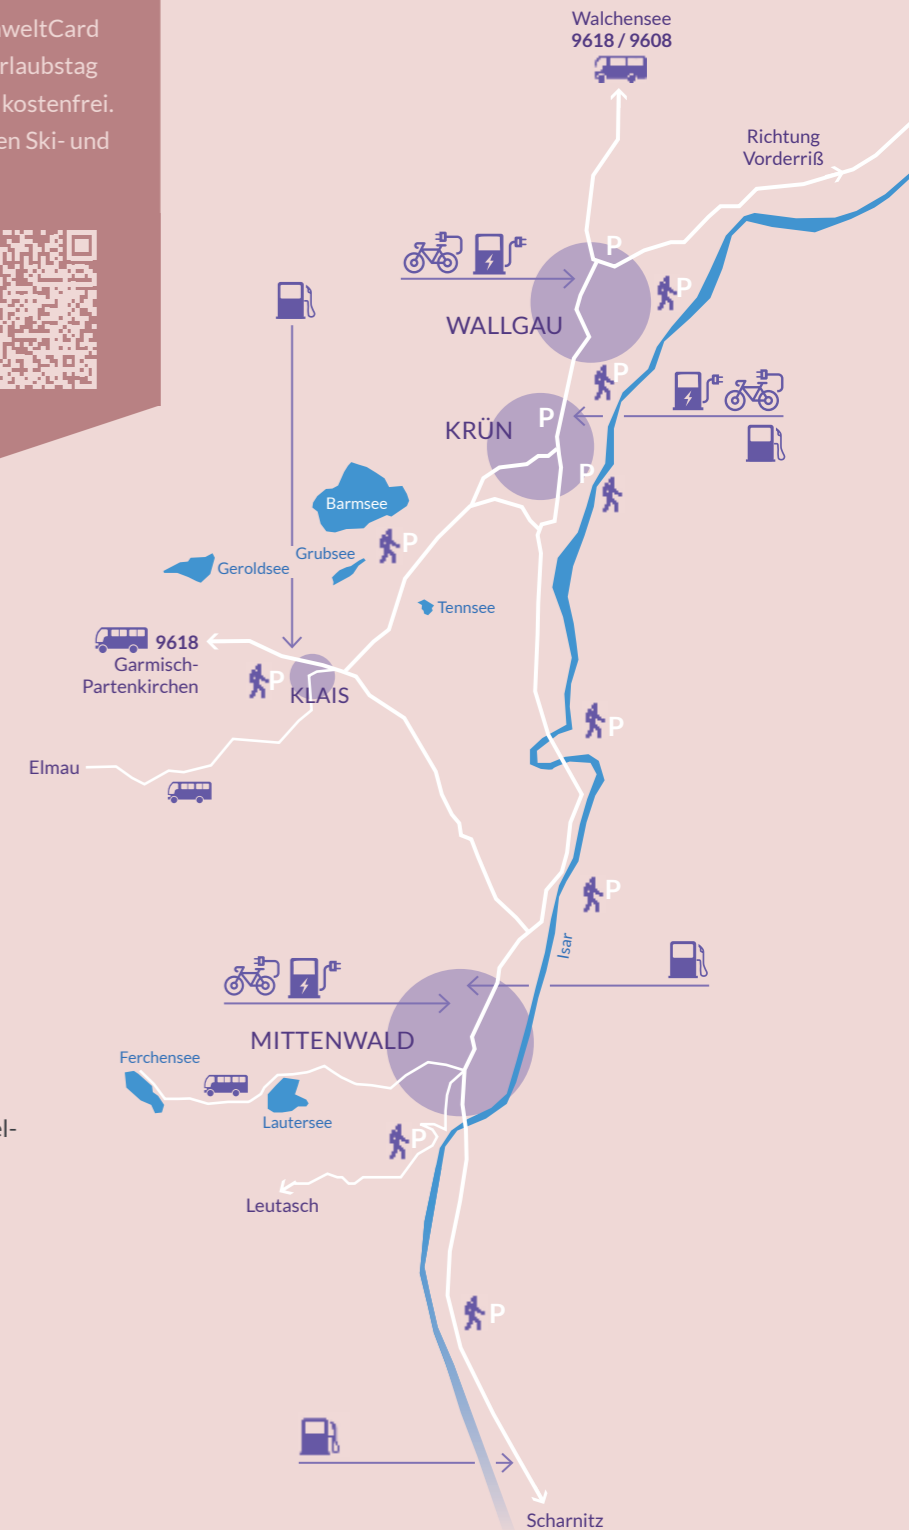 weltCard
rlaubstag
kostenfrei.
en Ski- und
Walchensee
9618 / 9608
Richtung
Vorderriß
P
WALLGAU
P
P
KRÜN
P
P
Barmsee
P
Grubsee
Geroldsee
Tennsee
9618
Garmisch-
Partenkirchen
P
KLAIS
P
Elmau
P
Isar
MITTENWALD
Ferchensee
Lautersee
el-
P
Leutasch
P
Scharnitz